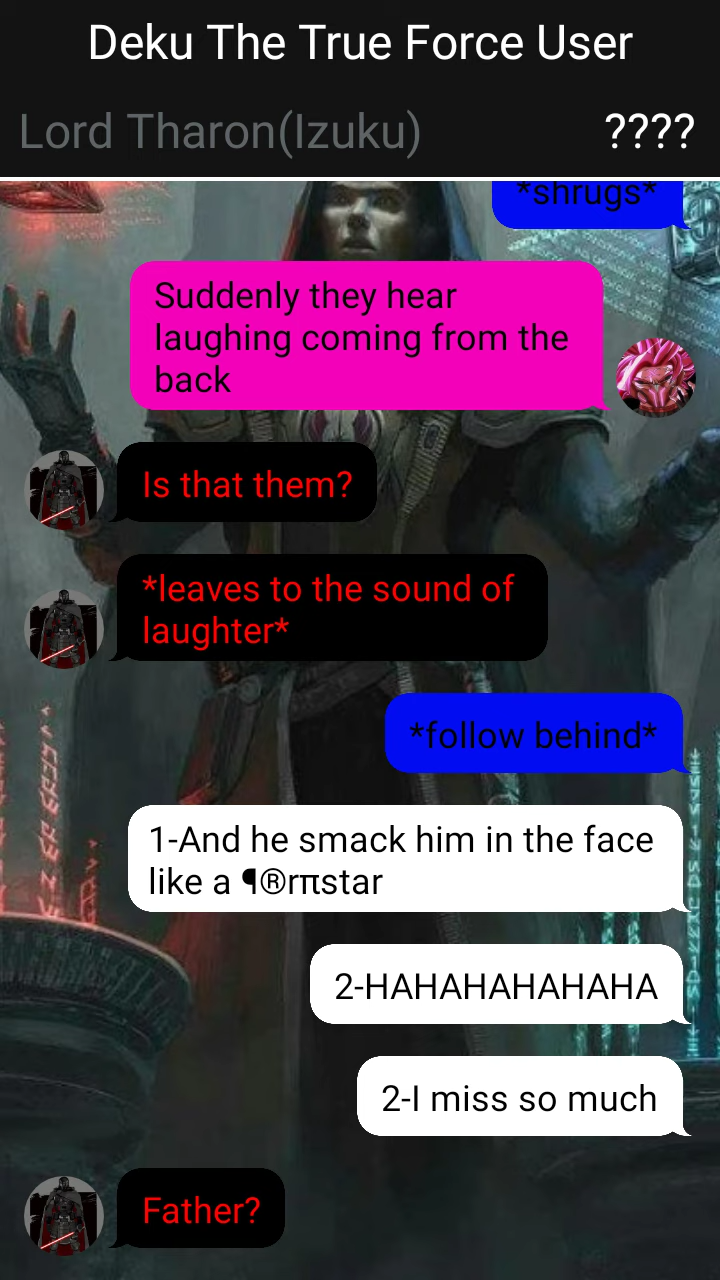 Deku The True Force User
Lord Tharon(Izuku) ????
*shrugs*
Suddenly they hear
laughing coming from the
back
Is that them?
*leaves to the sound of
laughter*
*follow behind*
1-And he smack him in the face
like a ¶®rπstar
2-HAHAHAHAHAHA
2-I miss so much
Father?